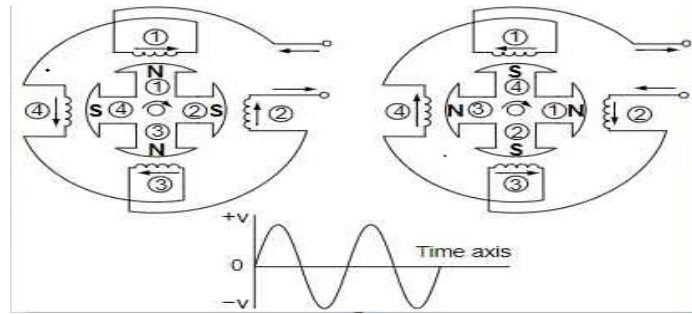 ① ①
N S
① ④
④ S ④ ② S ② ④ N ③ ① N ②
③ ②
N S
③ ③
+v
Time axis
0
−v